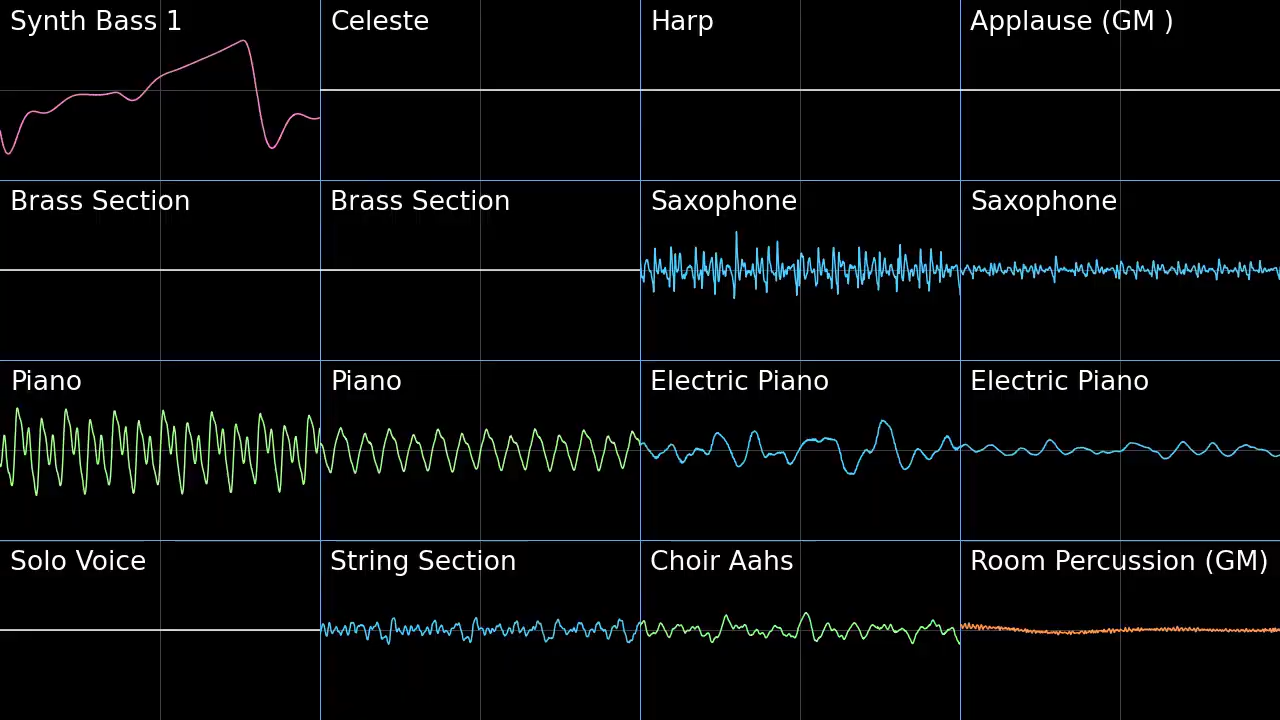 Synth Bass 1
Celeste
Harp
Applause (GM )
Brass Section
Brass Section
Saxophone
Saxophone
Piano
Piano
Electric Piano
Electric Piano
Solo Voice
String Section
Choir Aahs
Room Percussion (GM)